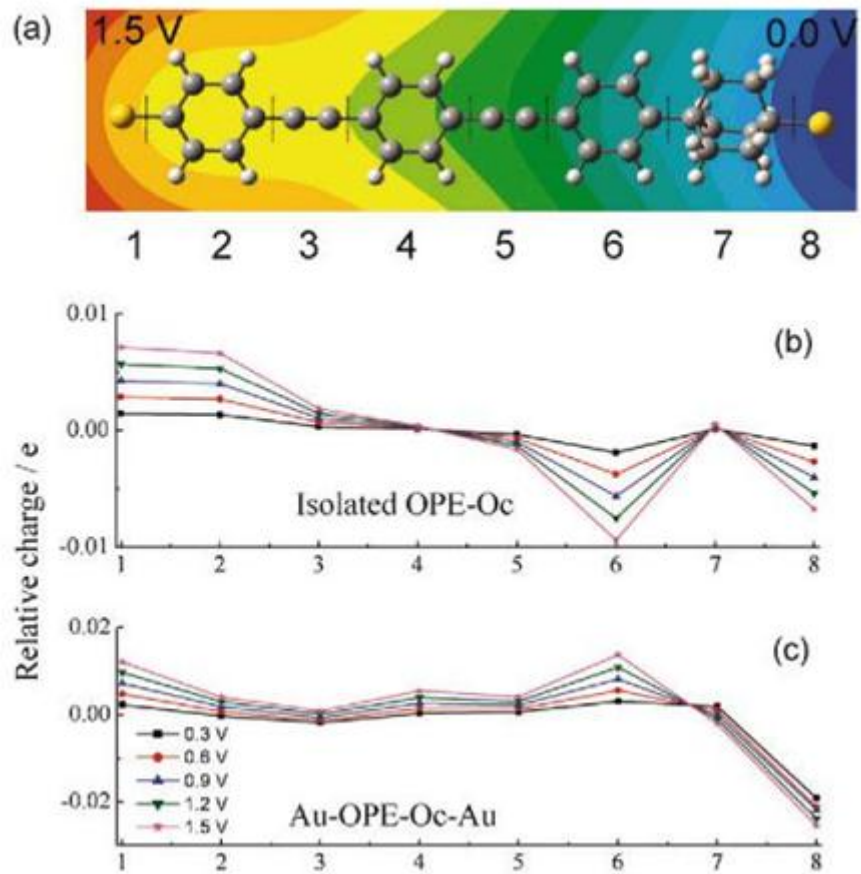 (a) 1.5 V 0.0 V
1 2 3 4 5 6 7 8
Relative charge / e
0.01
0.00
-0.01
(b)
Isolated OPE-Oc
1 2 3 4 5 6 7 8
0.02
0.00
-0.02
(c)
0.3 V
0.6 V
0.9 V
1.2 V
1.5 V
Au-OPE-Oc-Au
1 2 3 4 5 6 7 8